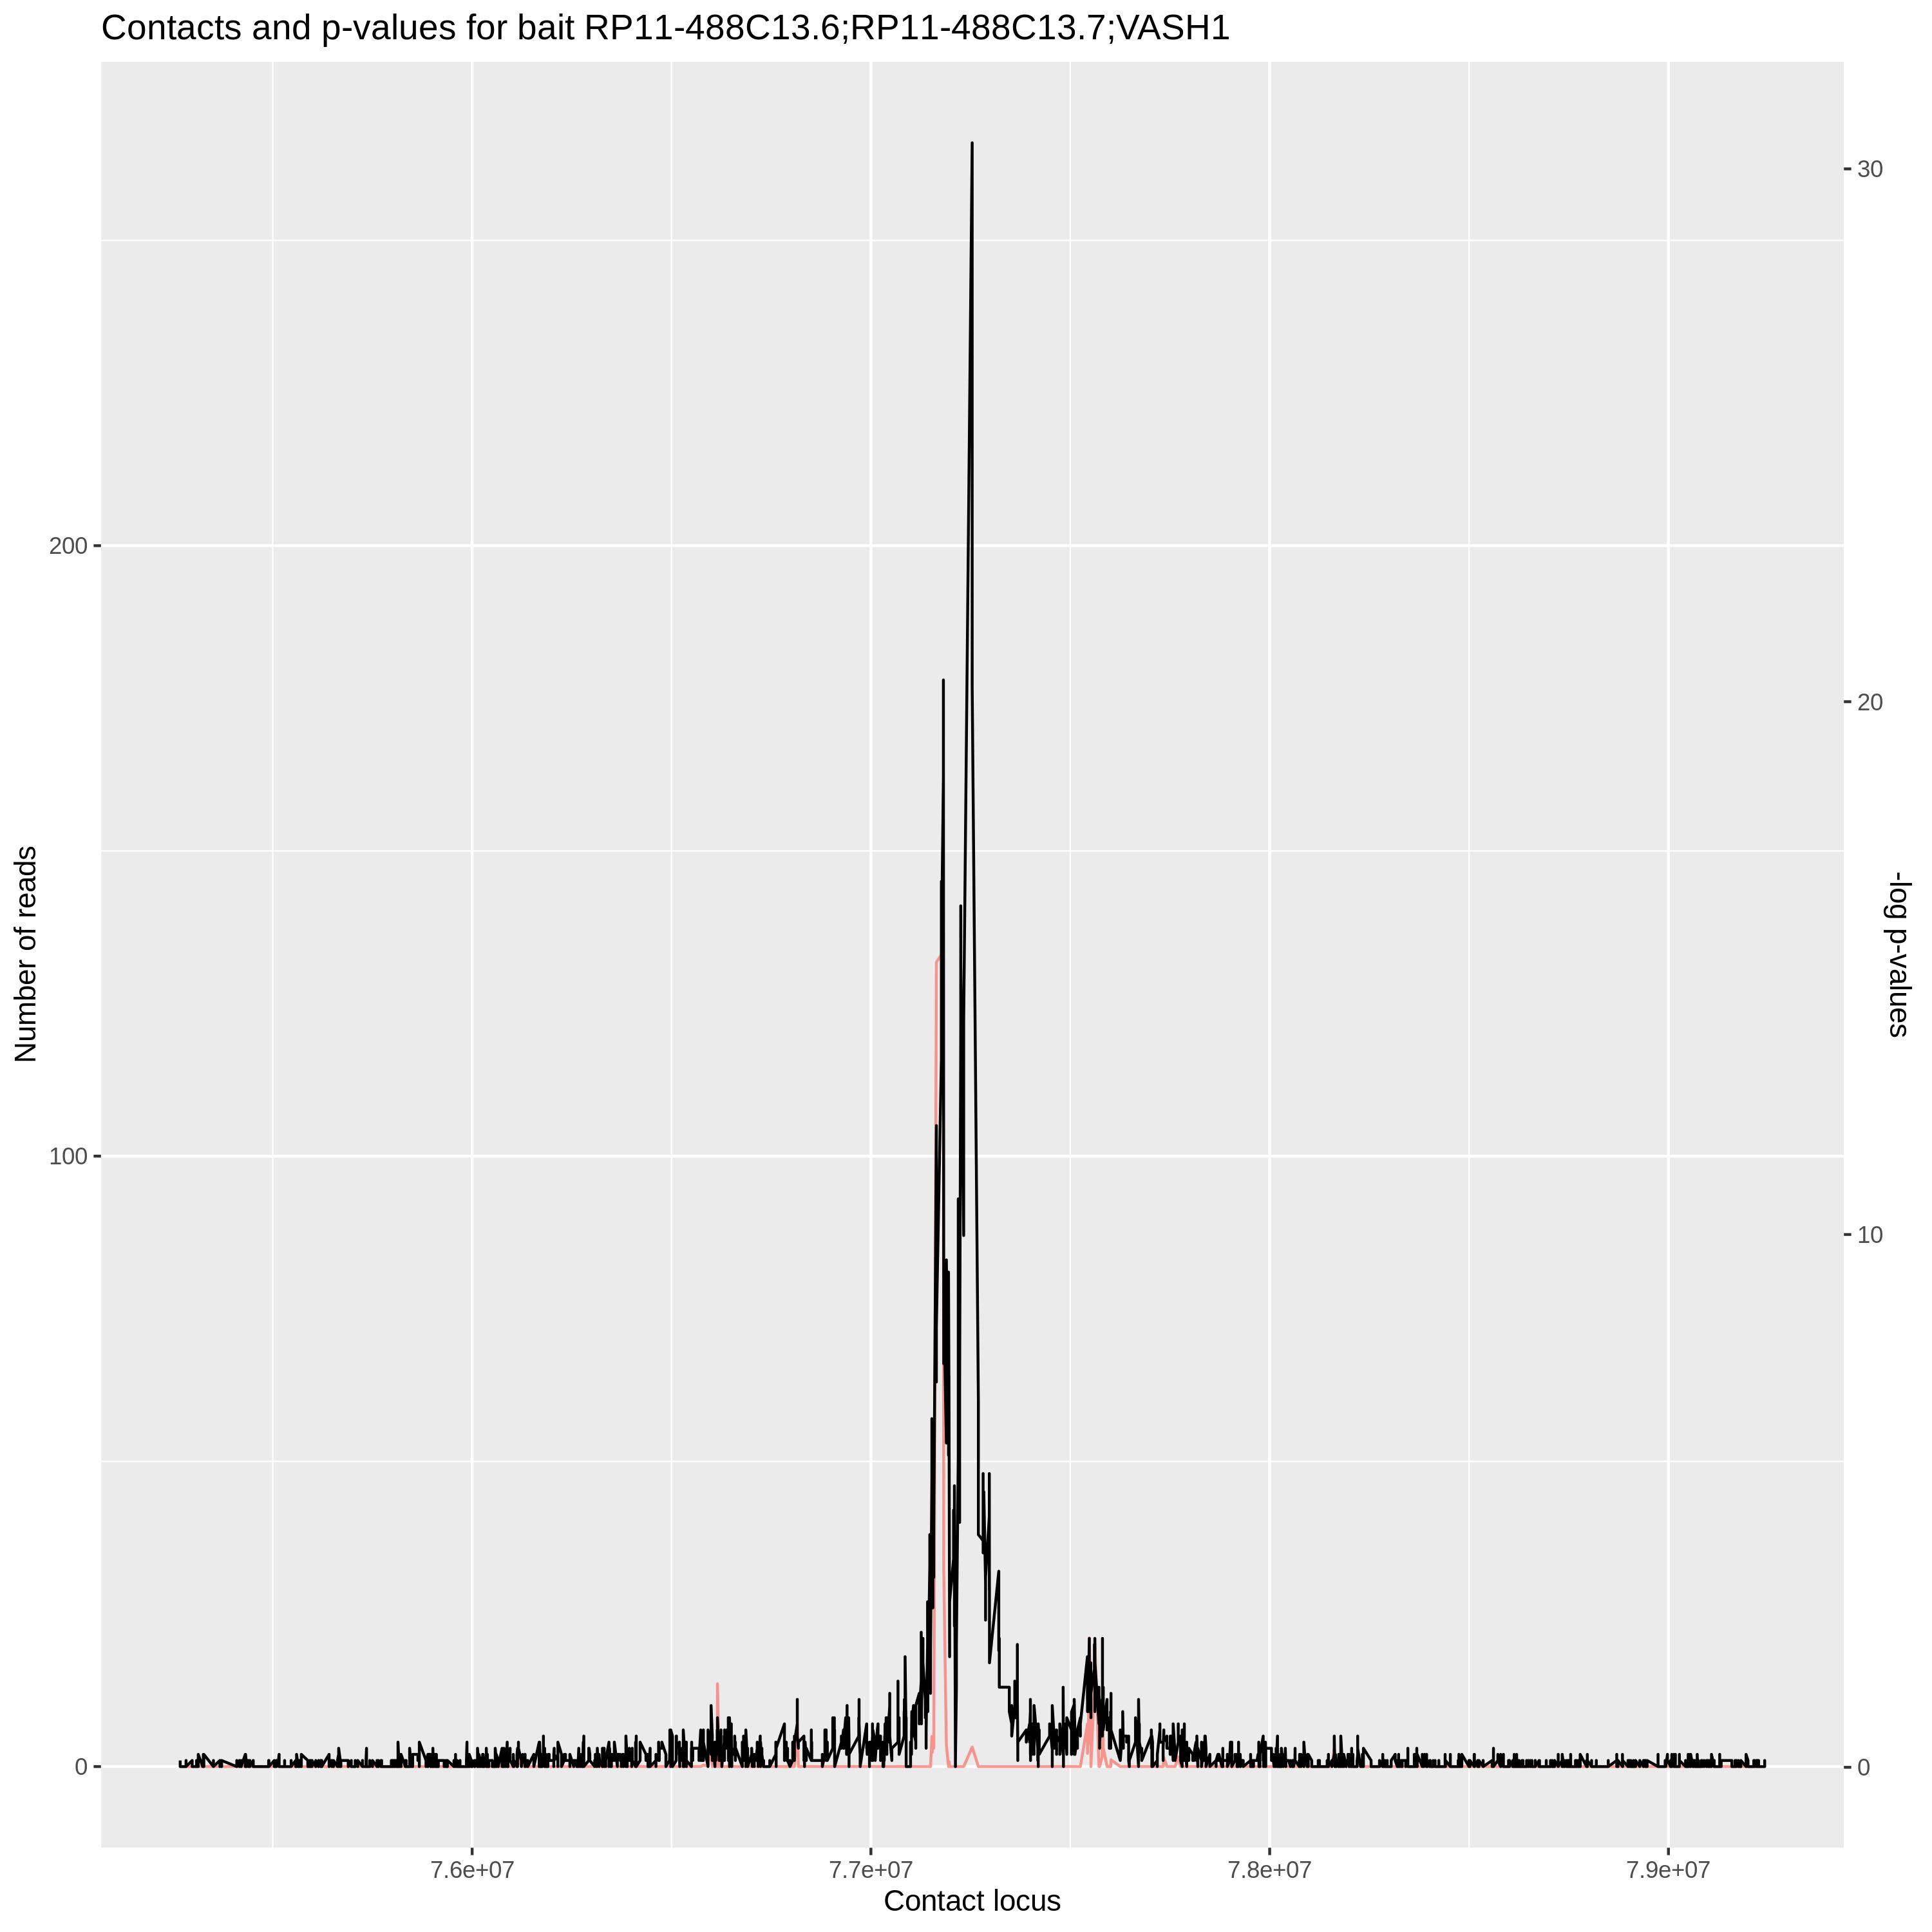 Contacts and p-values for bait RP11-488C13.6;RP11-488C13.7;VASH1
Number of reads
200
100
0
30
20
10
0
-log p-values
7.6e+07 7.7e+07 7.8e+07 7.9e+07
Contact locus